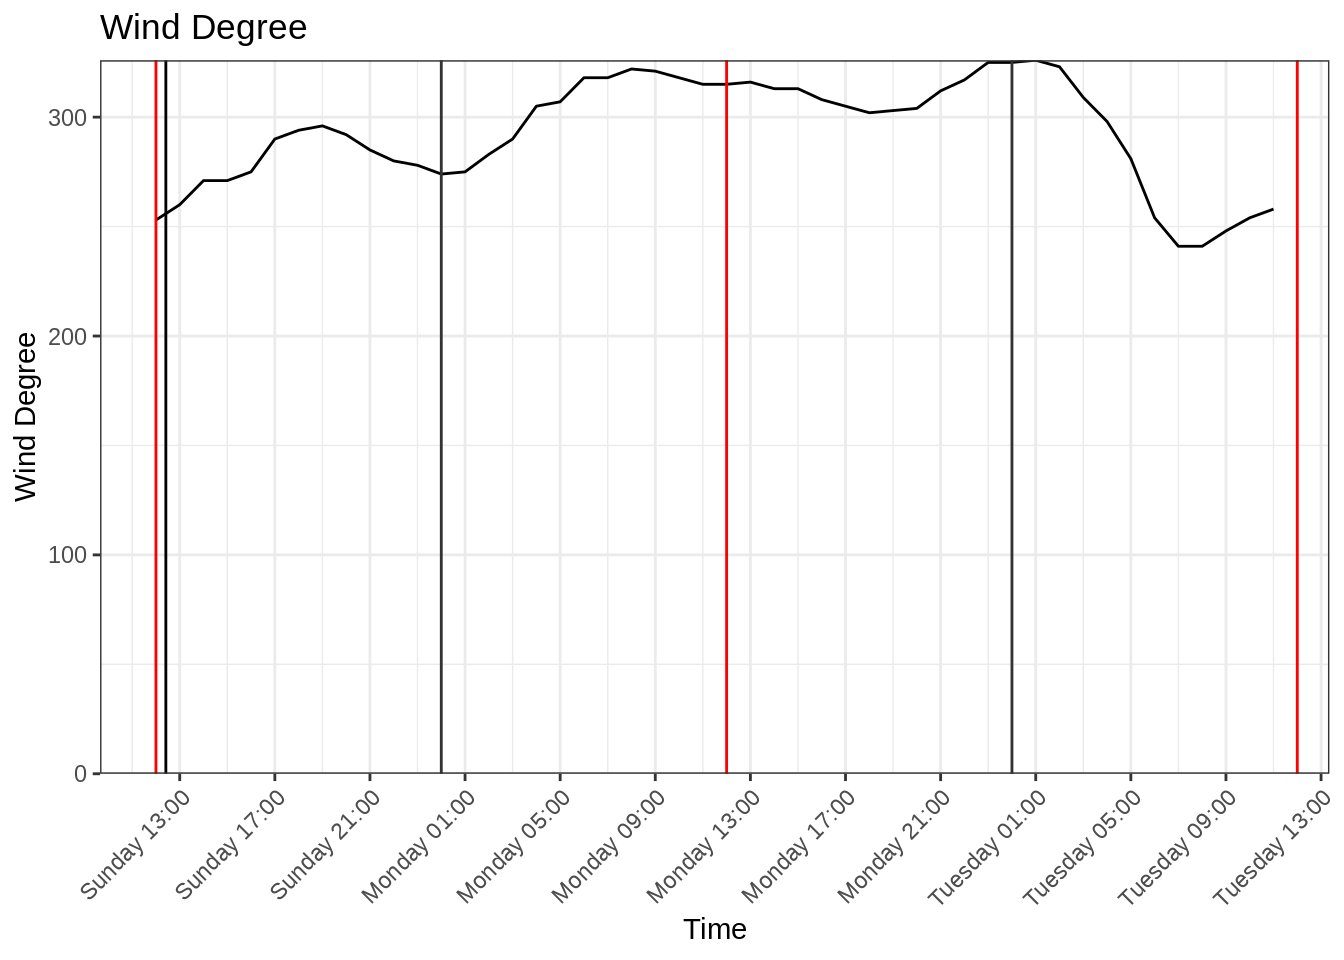 Wind Degree
Wind Degree
300
200
100
0
Sunday 13:00
Sunday 17:00
Sunday 21:00
Monday 01:00
Monday 05:00
Monday 09:00
Monday 13:00
Monday 17:00
Monday 21:00
Tuesday 01:00
Tuesday 05:00
Tuesday 09:00
Tuesday 13:00
Time